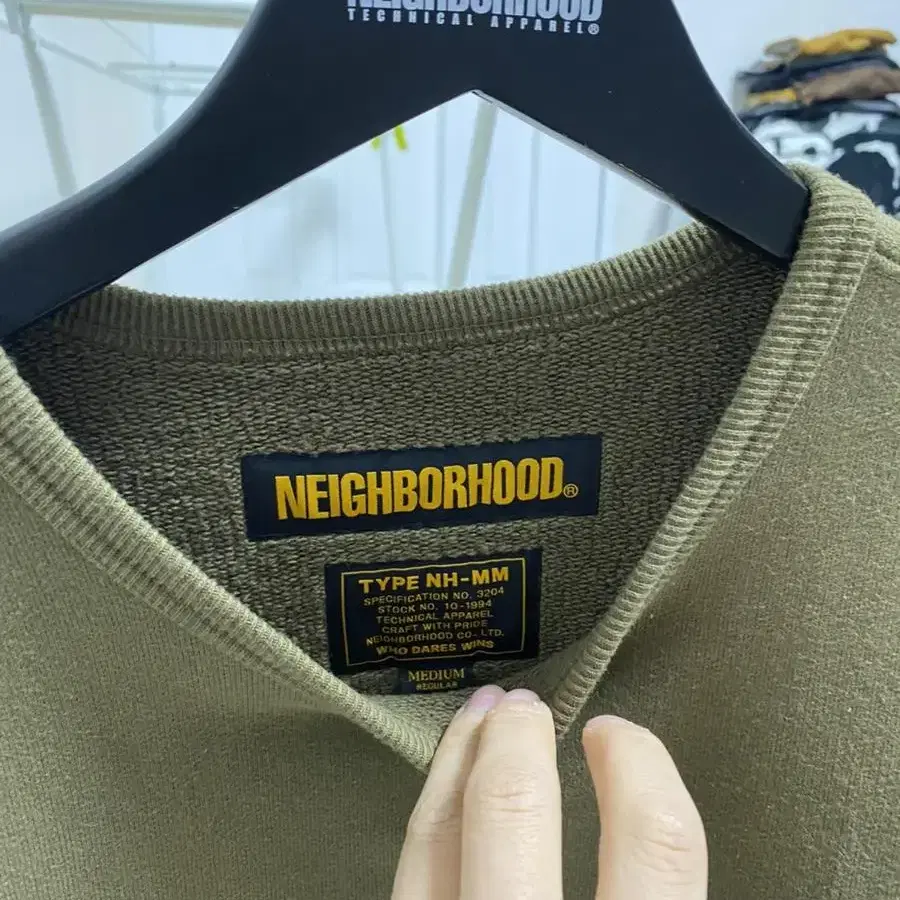 NEIGHBORHOOD
TECHNICAL APPAREL®
NEIGHBORHOOD®
TYPE NH-MM
SPECIFICATION NO. 3204
STOCK NO. 10-1994
TECHNICAL APPAREL
CRAFT WITH PRIDE
NEIGHBORHOOD CO., LTD.
WHO DARES WINS
MEDIUM
REGULAR